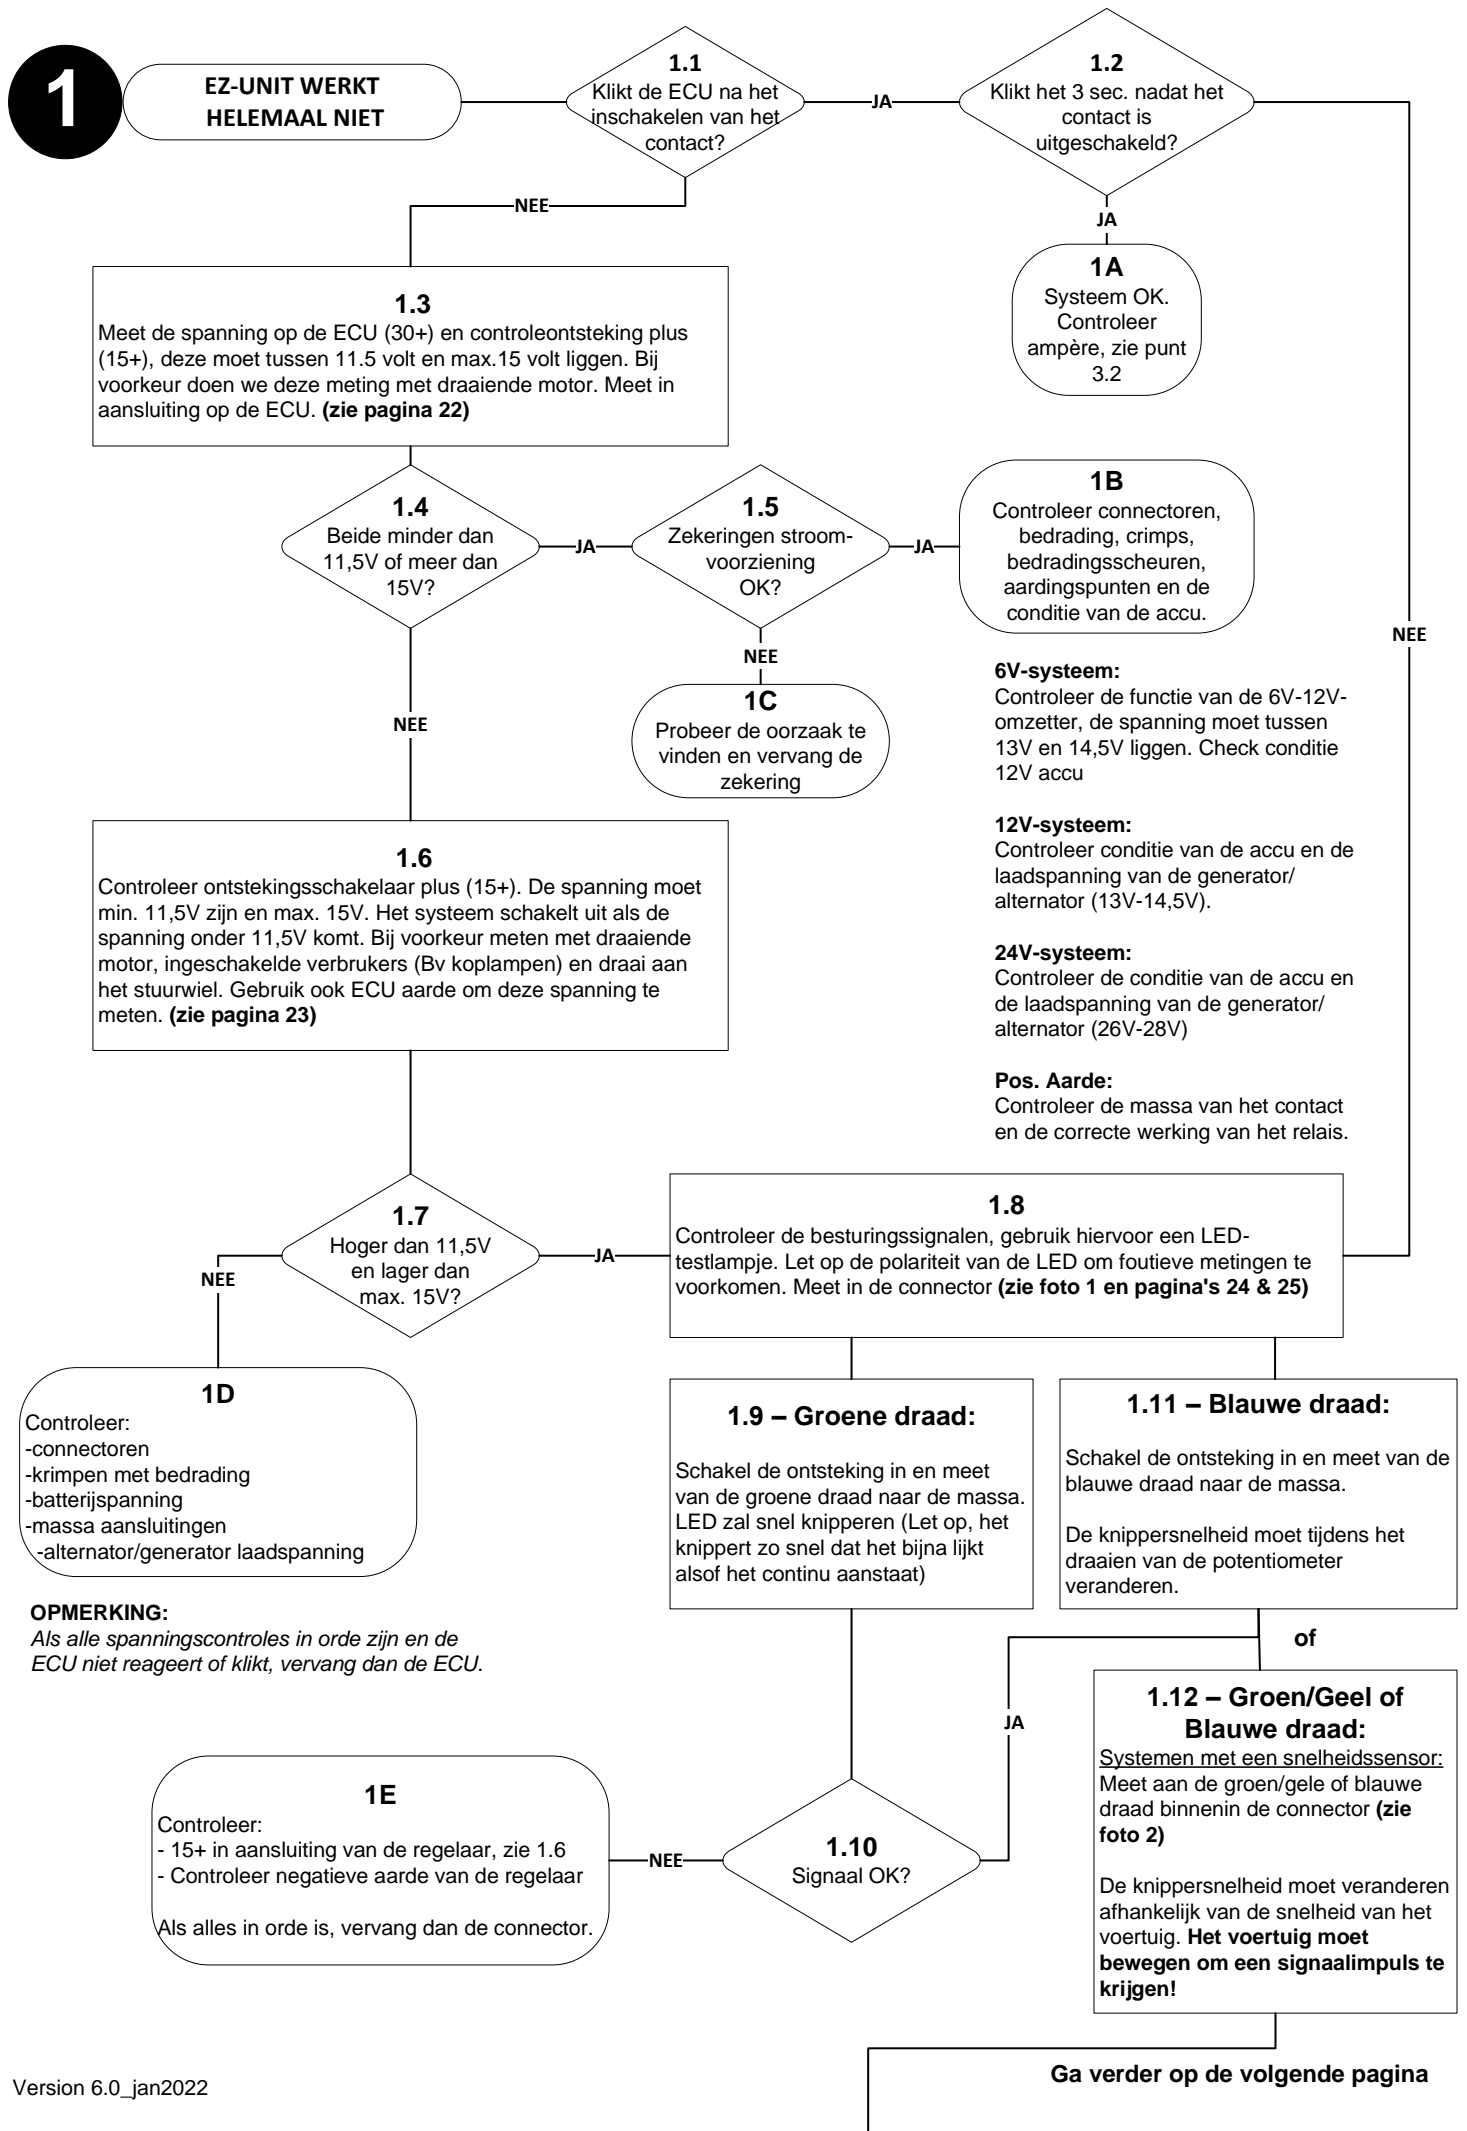 1
EZ-UNIT WERKT
HELEMAAL NIET
1.1
Klikt de ECU na het
inschakelen van het
contact?
JA
1.2
Klikt het 3 sec. nadat het
contact is
uitgeschakeld?
NEE
JA
NEE
1A
Systeem OK.
Controleer
ampère, zie punt
3.2
1.3
Meet de spanning op de ECU (30+) en controleontsteking plus
(15+), deze moet tussen 11.5 volt en max.15 volt liggen. Bij
voorkeur doen we deze meting met draaiende motor. Meet in
aansluiting op de ECU. (zie pagina 22)
1.4
Beide minder dan
11,5V of meer dan
15V?
JA
1.5
Zekeringen stroom-
voorziening
OK?
JA
1B
Controleer connectoren,
bedrading, crimps,
bedradingsscheuren,
aardingspunten en de
conditie van de accu.
NEE
1C
Probeer de oorzaak te
vinden en vervang de
zekering
NEE
6V-systeem:
Controleer de functie van de 6V-12V-
omzetter, de spanning moet tussen
13V en 14,5V liggen. Check conditie
12V accu
12V-systeem:
Controleer conditie van de accu en de
laadspanning van de generator/
alternator (13V-14,5V).
24V-systeem:
Controleer de conditie van de accu en
de laadspanning van de generator/
alternator (26V-28V)
Pos. Aarde:
Controleer de massa van het contact
en de correcte werking van het relais.
1.6
Controleer ontstekingsschakelaar plus (15+). De spanning moet
min. 11,5V zijn en max. 15V. Het systeem schakelt uit als de
spanning onder 11,5V komt. Bij voorkeur meten met draaiende
motor, ingeschakelde verbrukers (Bv koplampen) en draai aan
het stuurwiel. Gebruik ook ECU aarde om deze spanning te
meten. (zie pagina 23)
1.7
Hoger dan 11,5V
en lager dan
max. 15V?
NEE
JA
1.8
Controleer de besturingssignalen, gebruik hiervoor een LED-
testlampje. Let op de polariteit van de LED om foutieve metingen te
voorkomen. Meet in de connector (zie foto 1 en pagina's 24 & 25)
1D
Controleer:
-connectoren
-krimpen met bedrading
-batterijspanning
-massa aansluitingen
-alternator/generator laadspanning
OPMERKING:
Als alle spanningscontroles in orde zijn en de
ECU niet reageert of klikt, vervang dan de ECU.
1.9 – Groene draad:
Schakel de ontsteking in en meet
van de groene draad naar de massa.
LED zal snel knipperen (Let op, het
knippert zo snel dat het bijna lijkt
alsof het continu aanstaat)
1.11 – Blauwe draad:
Schakel de ontsteking in en meet van de
blauwe draad naar de massa.
De knippersnelheid moet tijdens het
draaien van de potentiometer
veranderen.
of
1.12 – Groen/Geel of
Blauwe draad:
Systemen met een snelheidssensor:
Meet aan de groen/gele of blauwe
draad binnenin de connector (zie
foto 2)
De knippersnelheid moet veranderen
afhankelijk van de snelheid van het
voertuig. Het voertuig moet
bewegen om een signaalimpuls te
krijgen!
JA
1.10
Signaal OK?
NEE
1E
Controleer:
- 15+ in aansluiting van de regelaar, zie 1.6
- Controleer negatieve aarde van de regelaar
Als alles in orde is, vervang dan de connector.
Ga verder op de volgende pagina
Version 6.0_jan2022